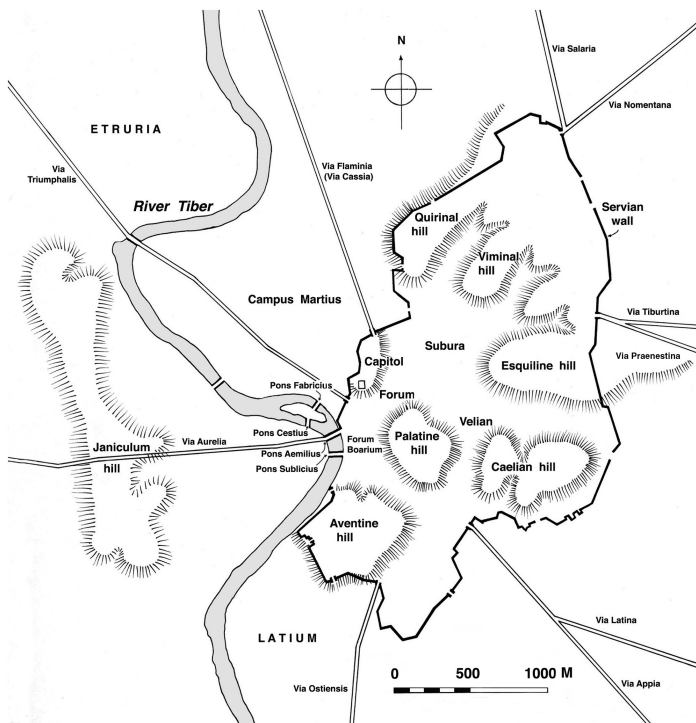 Via Salaria
N
Via Nomentana
ETRURIA
Via
Triumphalis
Via Flaminia
(Via Cassia)
River Tiber
Quirinal
hill
Servian
wall
Viminal
hill
Campus Martius
Via Tiburtina
Subura
Capitol
Via Praenestina
Esquiline hill
Pons Fabricius
Forum
Velian
Pons Cestius
Janiculum
hill
Via Aurelia
Forum
Boarium
Palatine
hill
Pons Aemilius
Pons Sublicius
Caelian hill
Aventine
hill
LATIUM
Via Latina
0 500 1000 M
Via Ostiensis
Via Appia